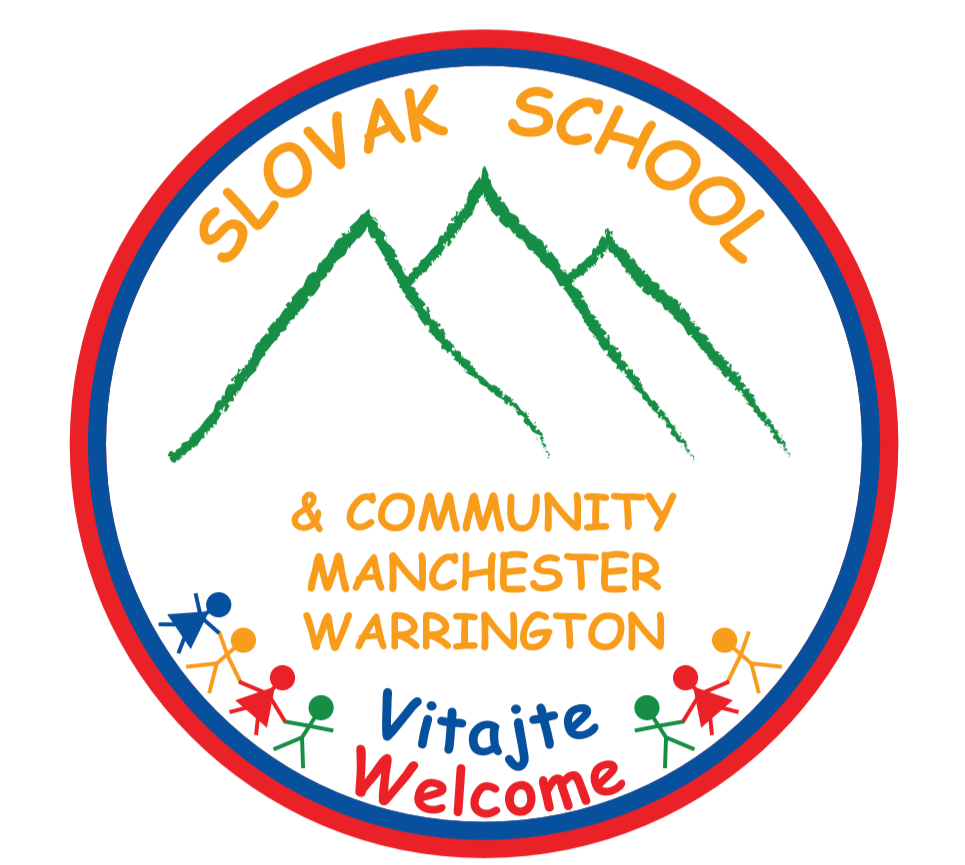 SLOVAK SCHOOL
& COMMUNITY
MANCHESTER
WARRINGTON
Vitajte
Welcome